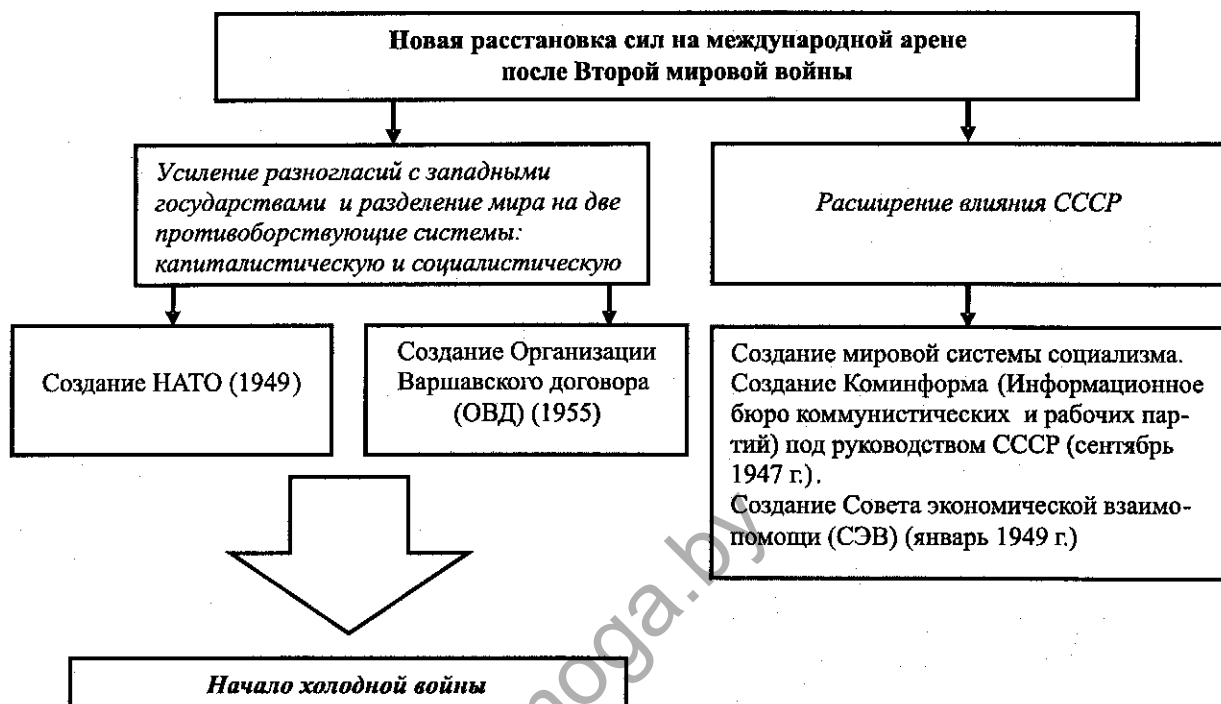 Новая расстановка сил на международной арене
после Второй мировой войны
Усиление разногласий с западными
государствами и разделение мира на две
противоборствующие системы:
капиталистическую и социалистическую
Расширение влияния СССР
Создание НАТО (1949)
Создание Организации
Варшавского договора
(ОВД) (1955)
Создание мировой системы социализма.
Создание Коминформа (Информационное
бюро коммунистических и рабочих пар-
тий) под руководством СССР (сентябрь
1947 г.).
Создание Совета экономической взаимо-
помощи (СЭВ) (январь 1949 г.)
Начало холодной войны
moga.by